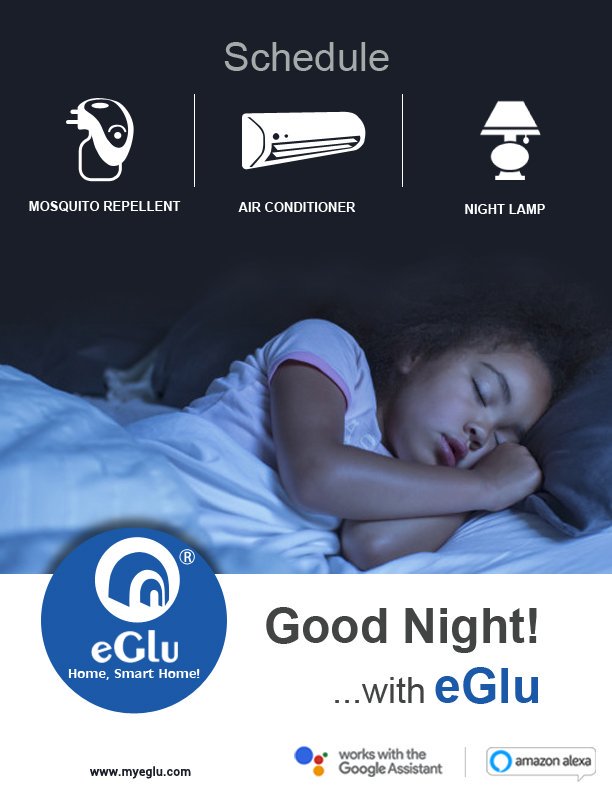 Schedule
MOSQUITO REPELLENT
AIR CONDITIONER
NIGHT LAMP
®
eGlu
Home, Smart Home!
Good Night!
...with eGlu
works with the
Google Assistant
amazon alexa
www.myeglu.com